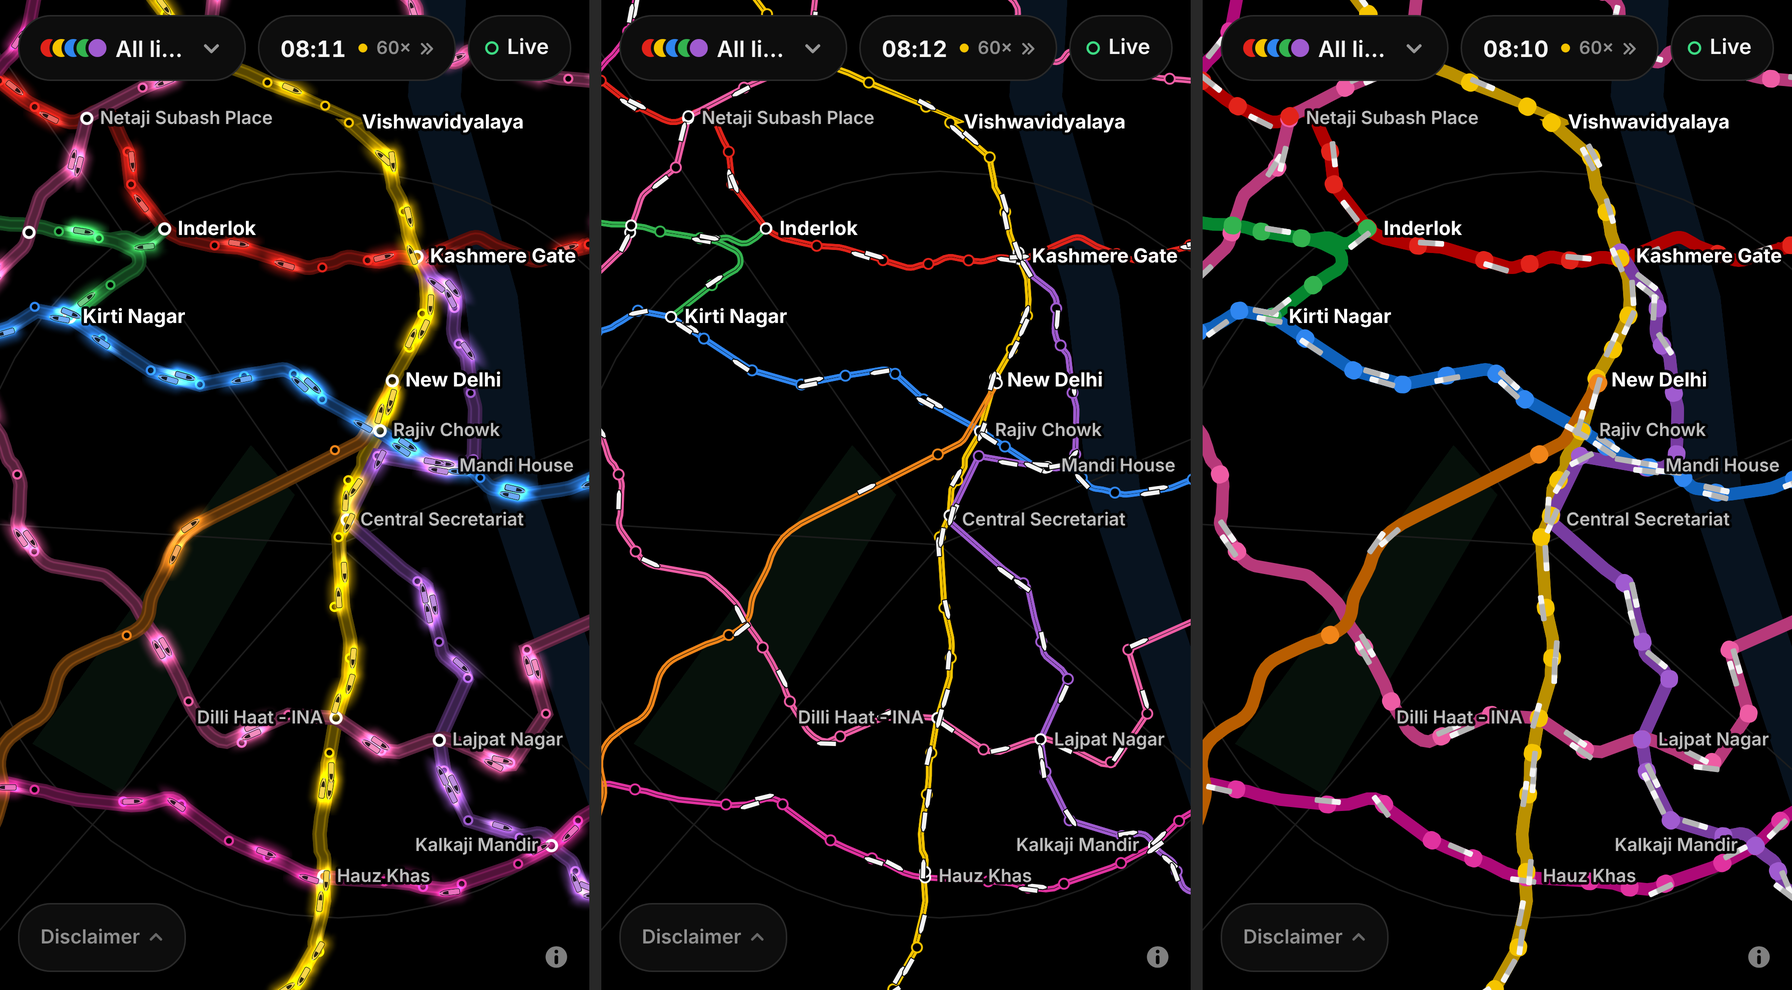 All li...
08:11
60×
Live
Netaji Subash Place
Vishwavidyalaya
Inderlok
Kashmere Gate
Kirti Nagar
New Delhi
Rajiv Chowk
Mandi House
Central Secretariat
Dilli Haat - INA
Lajpat Nagar
Kalkaji Mandir
Hauz Khas
Disclaimer
All li...
08:12
60×
Live
Netaji Subash Place
Vishwavidyalaya
Inderlok
Kashmere Gate
Kirti Nagar
New Delhi
Rajiv Chowk
Mandi House
Central Secretariat
Dilli Haat - INA
Lajpat Nagar
Kalkaji Mandir
Hauz Khas
Disclaimer
All li...
08:10
60×
Live
Netaji Subash Place
Vishwavidyalaya
Inderlok
Kashmere Gate
Kirti Nagar
New Delhi
Rajiv Chowk
Mandi House
Central Secretariat
Dilli Haat - INA
Lajpat Nagar
Kalkaji Mandir
Hauz Khas
Disclaimer